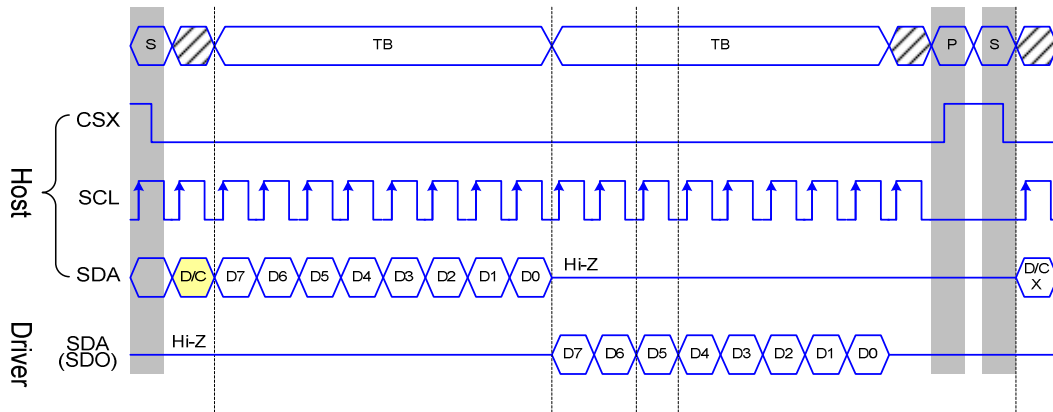 S TB TB P S
CSX
SCL
SDA D/C D7 D6 D5 D4 D3 D2 D1 D0 Hi-Z D/C
X
Host
SDA
(SDO) Hi-Z D7 D6 D5 D4 D3 D2 D1 D0
Driver